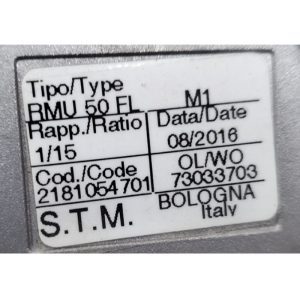 Tipo/Type
RMU 50 FL M1
Rapp./Ratio Data/Date
1/15 08/2016
Cod./Code OL/WO
2181054701 73033703
S.T.M. BOLOGNA
Italy